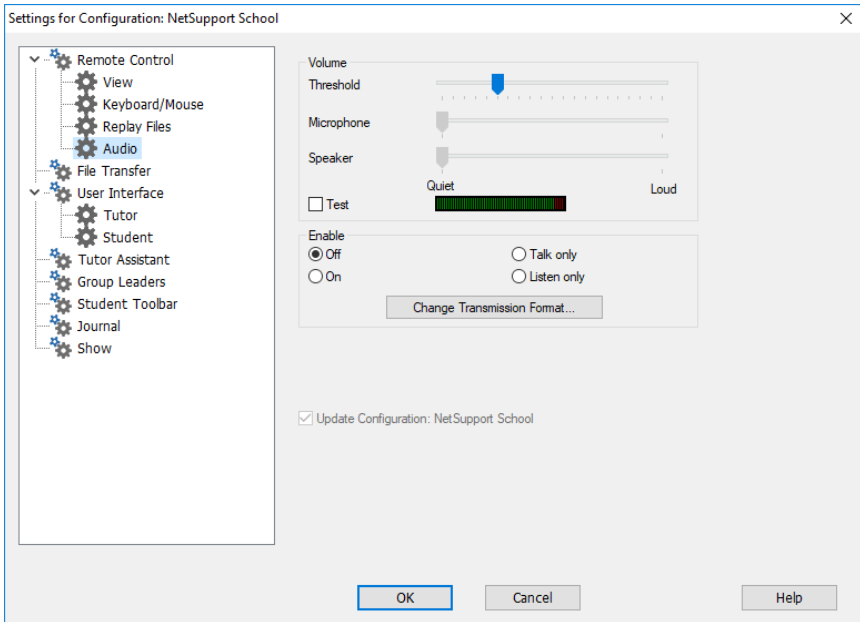 Settings for Configuration: NetSupport School
Remote Control
View
Keyboard/Mouse
Replay Files
Audio
File Transfer
User Interface
Tutor
Student
Tutor Assistant
Group Leaders
Student Toolbar
Journal
Show
Volume
Threshold
Microphone
Speaker
Quiet Loud
Test
Enable
Off Talk only
On Listen only
Change Transmission Format...
Update Configuration: NetSupport School
OK Cancel Help